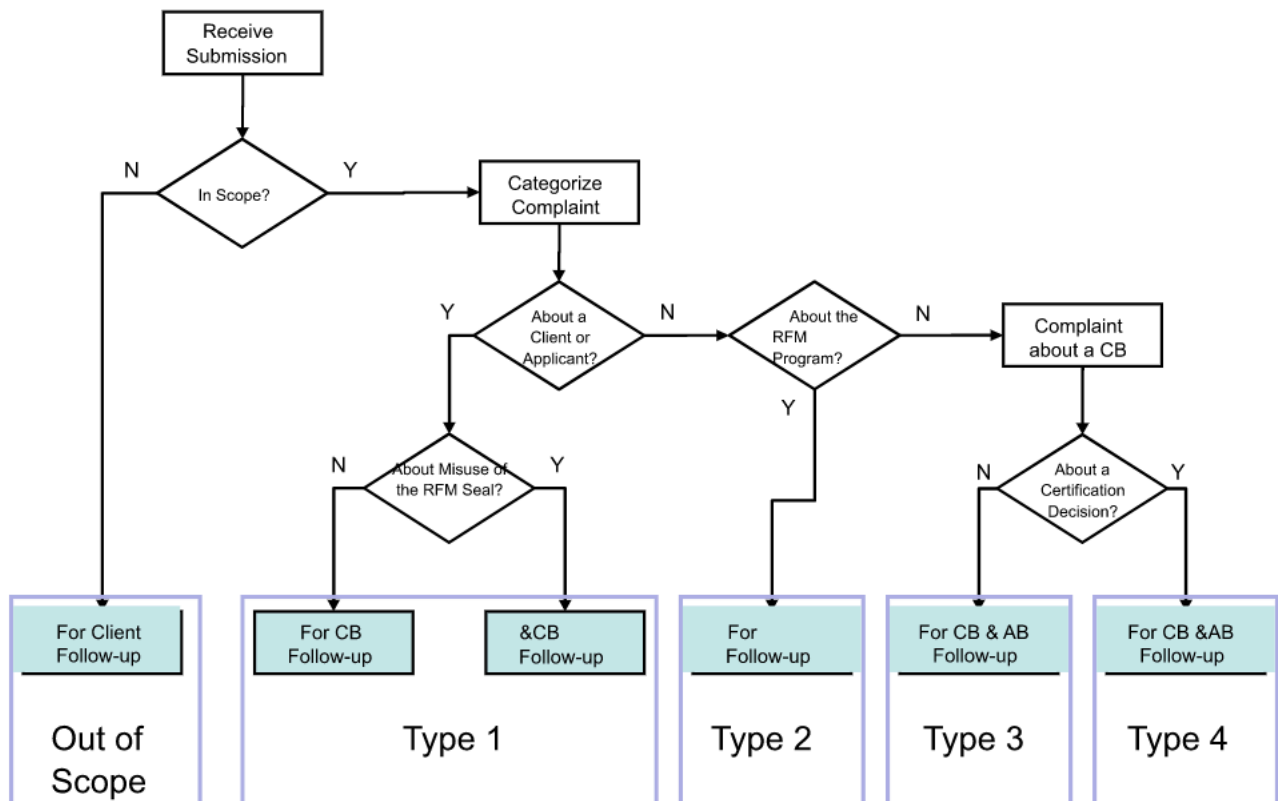 Receive
Submission
N
Y
In Scope?
Categorize
Complaint
Y
About a
Client or
Applicant?
N
About the
RFM
Program?
N
Y
Complaint
about a CB
N
About Misuse of
the RFM Seal?
Y
N
About a
Certification
Decision?
Y
For Client
Follow-up
For CB
Follow-up
&CB
Follow-up
For
Follow-up
For CB & AB
Follow-up
For CB &AB
Follow-up
Out of
Scope
Type 1
Type 2
Type 3
Type 4